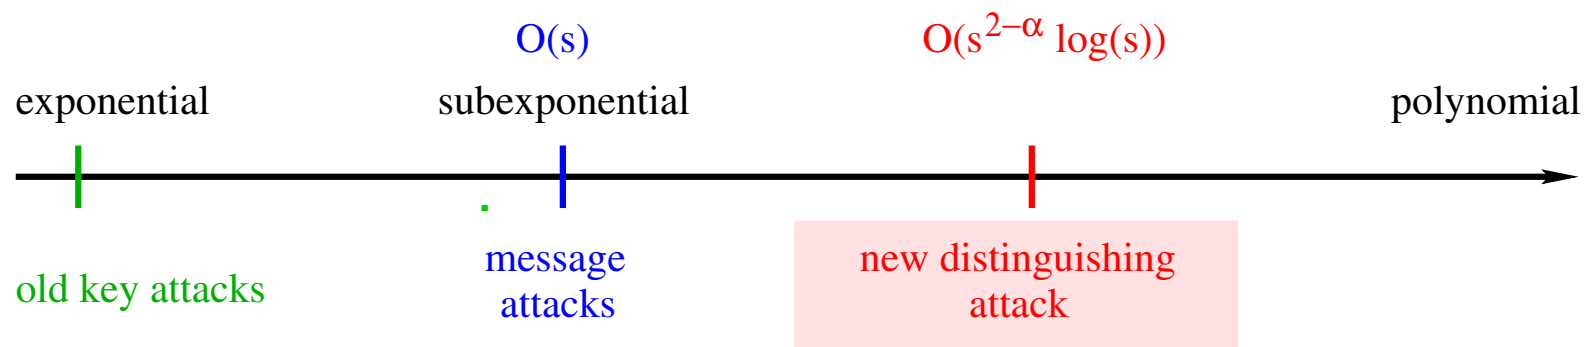 O(s)
O(s^{2−α} log(s))
exponential
subexponential
polynomial
old key attacks
message
attacks
new distinguishing
attack